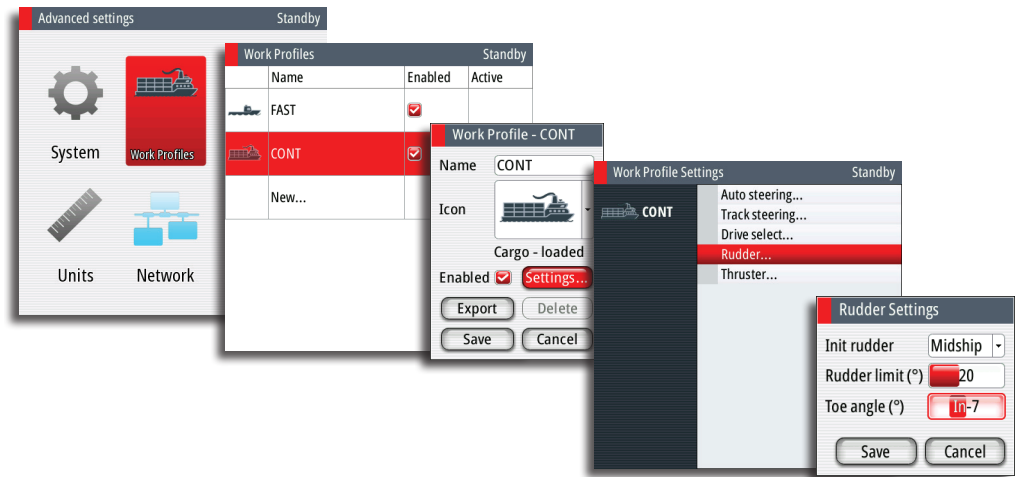 Advanced settings Standby
System
Work Profiles
Units
Network
Work Profiles Standby
Name Enabled Active
FAST
CONT
New...
Work Profile - CONT
Name CONT
Icon
Cargo - loaded
Enabled Settings...
Export Delete
Save Cancel
Work Profile Settings Standby
CONT
Auto steering...
Track steering...
Drive select...
Rudder...
Thruster...
Rudder Settings
Init rudder Midship
Rudder limit (°) 20
Toe angle (°) In-7
Save Cancel